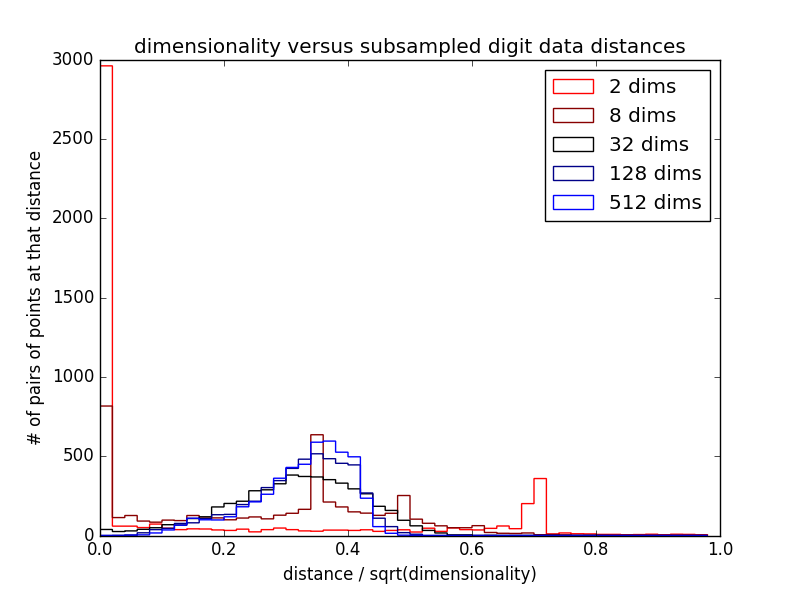 dimensionality versus subsampled digit data distances
3000
2500
2000
1500
1000
500
0
# of pairs of points at that distance
2 dims
8 dims
32 dims
128 dims
512 dims
0.0 0.2 0.4 0.6 0.8 1.0
distance / sqrt(dimensionality)